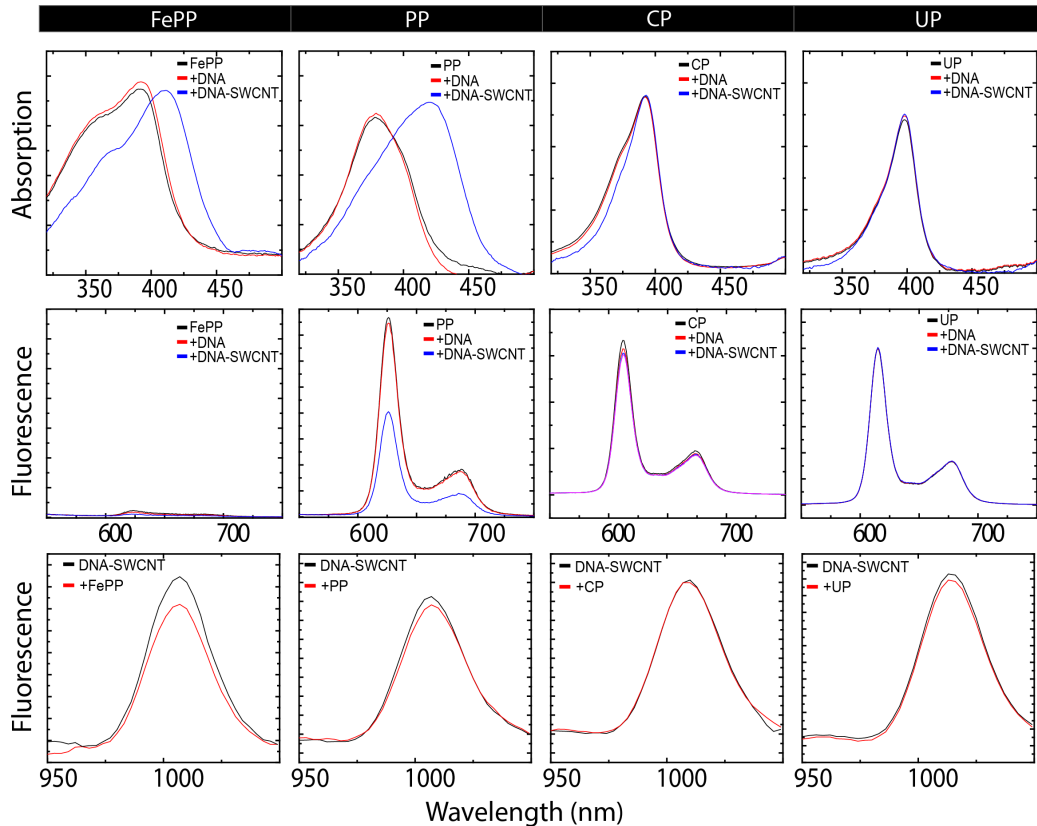 FePP PP CP UP
Absorption
FePP
+DNA
+DNA-SWCNT
350 400 450
PP
+DNA
+DNA-SWCNT
350 400 450
CP
+DNA
+DNA-SWCNT
350 400 450
UP
+DNA
+DNA-SWCNT
350 400 450
Fluorescence
FePP
+DNA
+DNA-SWCNT
600 700
PP
+DNA
+DNA-SWCNT
600 700
CP
+DNA
+DNA-SWCNT
600 700
UP
+DNA
+DNA-SWCNT
600 700
Fluorescence
DNA-SWCNT
+FePP
950 1000
DNA-SWCNT
+PP
950 1000
DNA-SWCNT
+CP
950 1000
DNA-SWCNT
+UP
950 1000
Wavelength (nm)